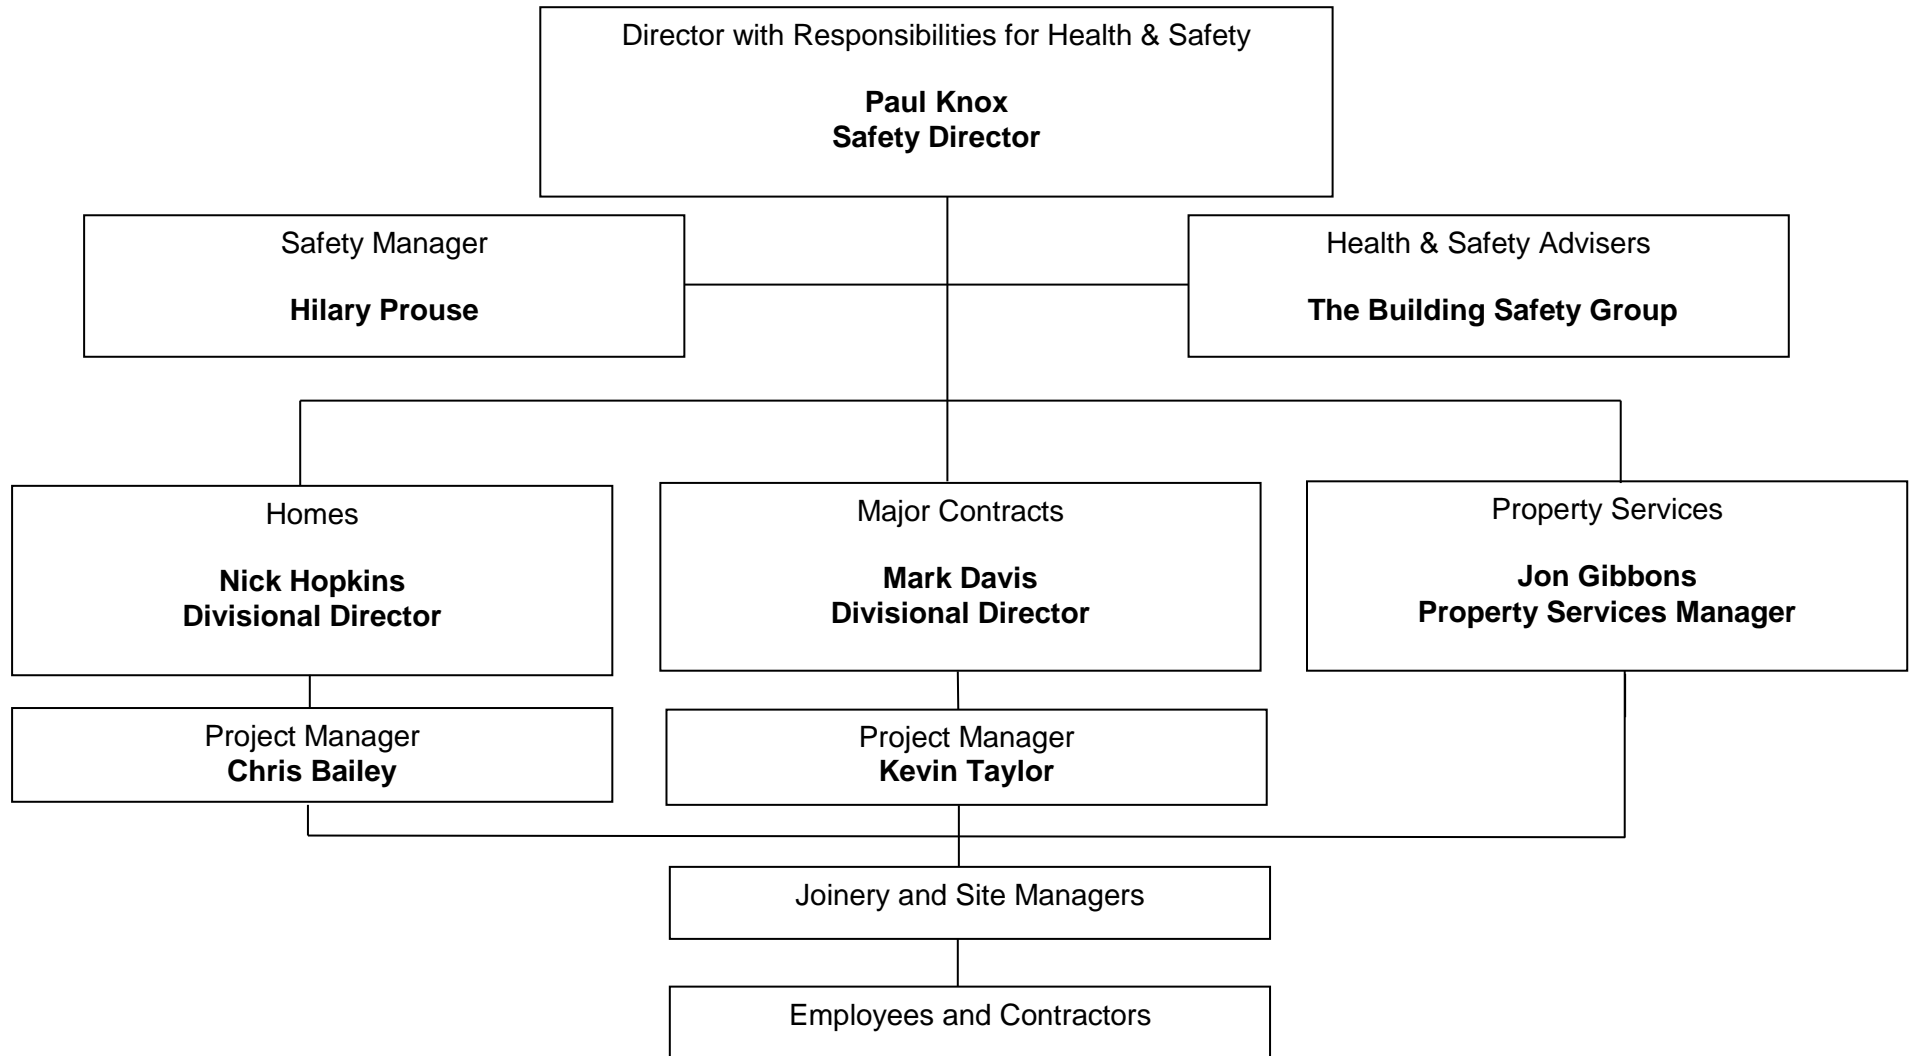 Director with Responsibilities for Health & Safety
Paul Knox
Safety Director
Safety Manager
Hilary Prouse
Health & Safety Advisers
The Building Safety Group
Homes
Nick Hopkins
Divisional Director
Major Contracts
Mark Davis
Divisional Director
Property Services
Jon Gibbons
Property Services Manager
Project Manager
Chris Bailey
Project Manager
Kevin Taylor
Joinery and Site Managers
Employees and Contractors